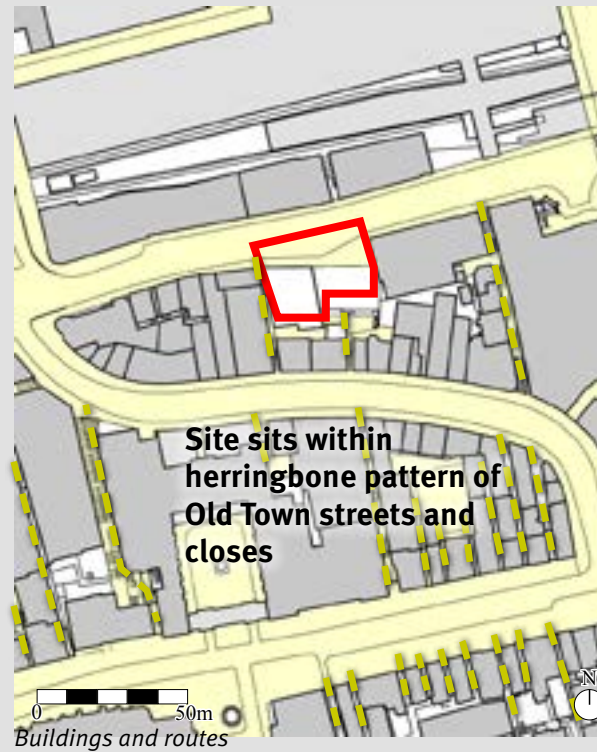 Site sits within
herringbone pattern of
Old Town streets and
closes
N
0 50m
Buildings and routes